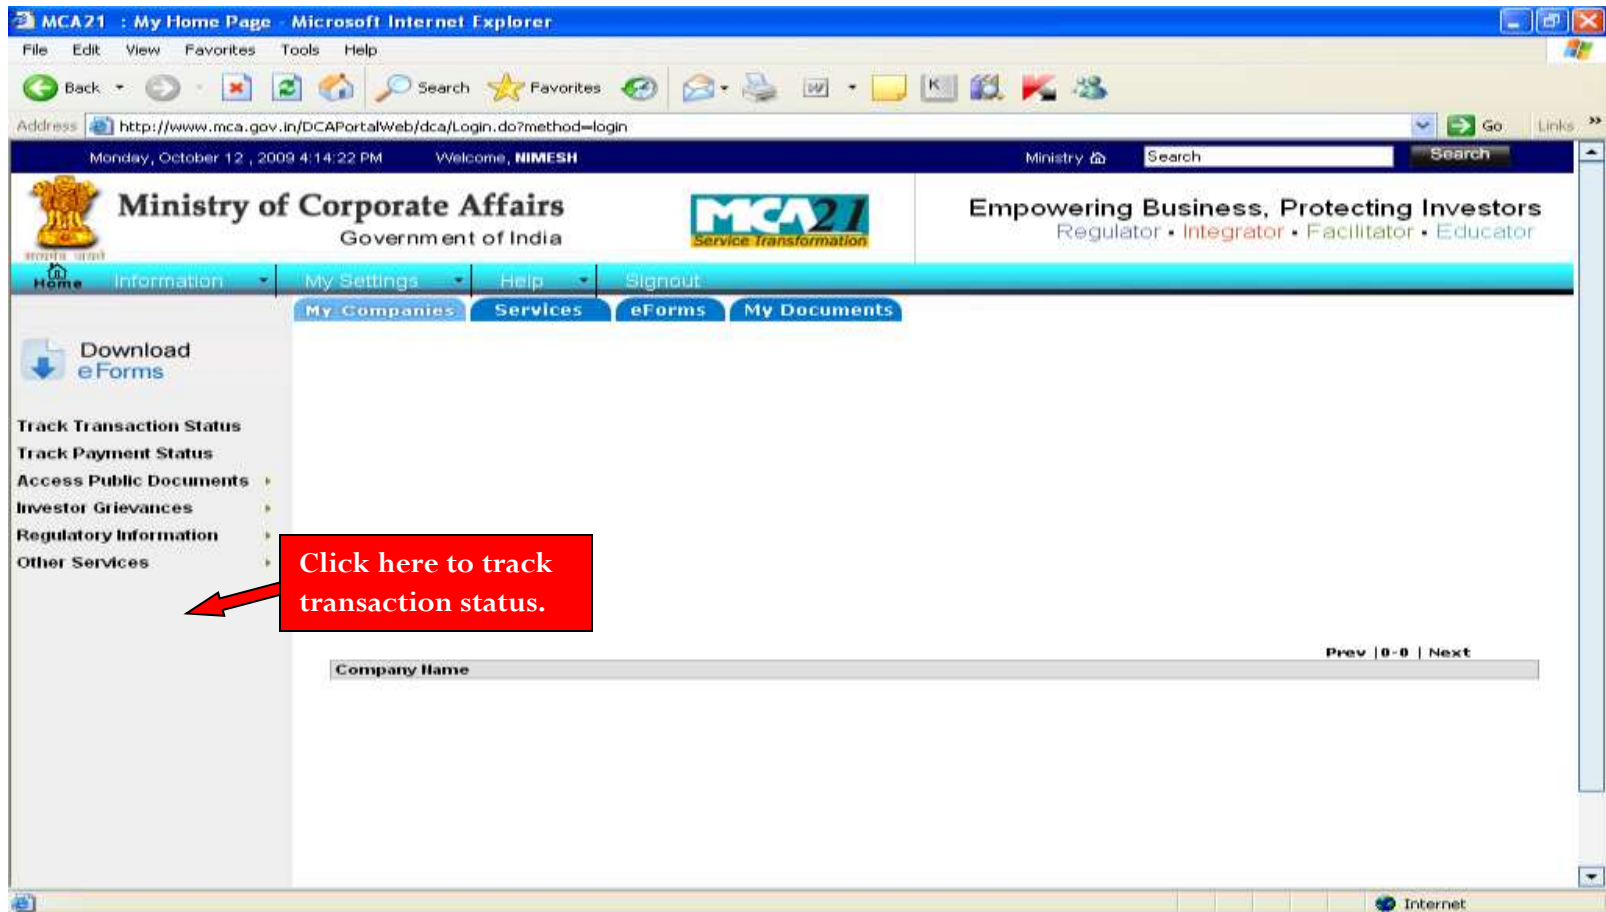 MCA21 : My Home Page - Microsoft Internet Explorer
File Edit View Favorites Tools Help
Back Search Favorites
Address http://www.mca.gov.in/DCAPortalWeb/dca/Login.do?method=login Go Links »
Monday, October 12 , 2009 4:14:22 PM Welcome, NIMESH Ministry Search Search
Ministry of Corporate Affairs
Government of India
सत्यमेव जयते
MCA21
Service Transformation
Empowering Business, Protecting Investors
Regulator • Integrator • Facilitator • Educator
Home Information My Settings Help Signout
My Companies Services eForms My Documents
Download
eForms
Track Transaction Status
Track Payment Status
Access Public Documents
Investor Grievances
Regulatory Information
Other Services
Click here to track
transaction status.
Prev |0-0 | Next
Company Name
Internet